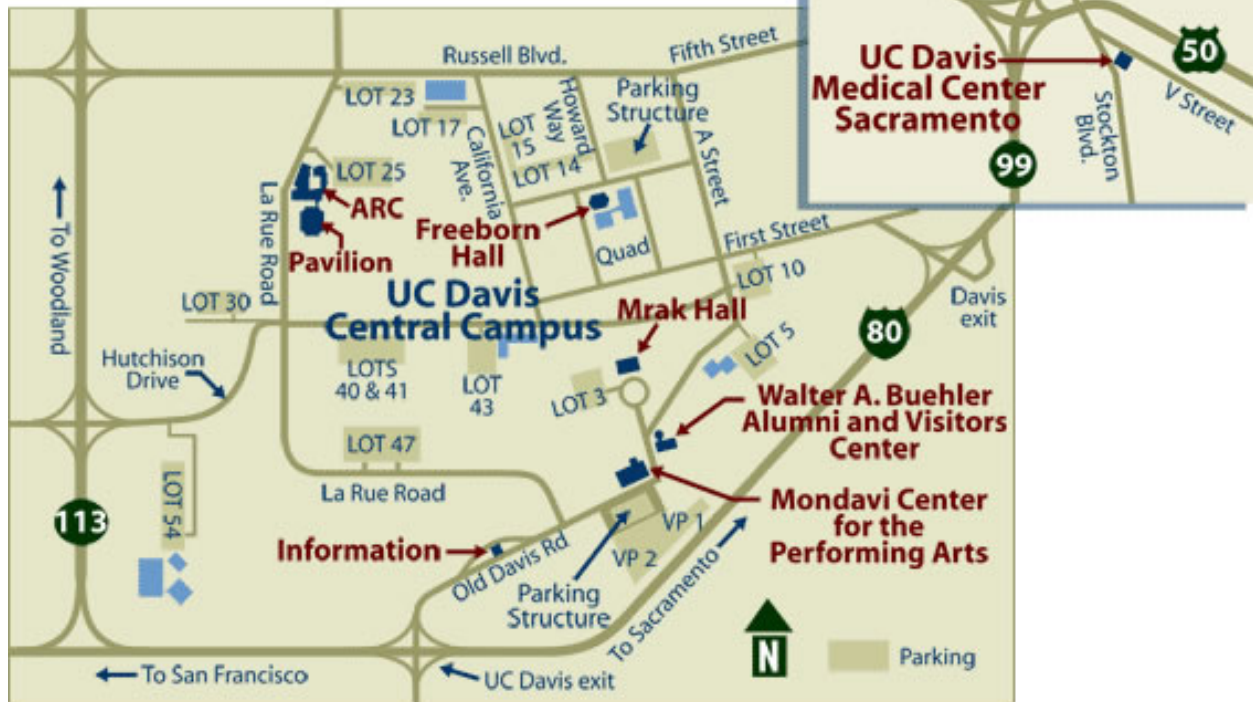 Russell Blvd.
Fifth Street
LOT 23
LOT 17
California
Ave.
LOT
15
Howard
Way
LOT 14
Parking
Structure
A Street
LOT 25
ARC
Pavilion
La Rue Road
Freeborn
Hall
Quad
First Street
To Woodland
LOT 30
UC Davis
Central Campus
Mrak Hall
LOT 10
Davis
exit
80
Hutchison
Drive
LOTS
40 & 41
LOT
43
LOT 3
LOT 5
Walter A. Buehler
Alumni and Visitors
Center
LOT 47
La Rue Road
LOT 54
113
Mondavi Center
for the
Performing Arts
Information
Old Davis Rd
VP 1
VP 2
Parking
Structure
To Sacramento
N
Parking
To San Francisco
UC Davis exit
UC Davis
Medical Center
Sacramento
50
V Street
Stockton
Blvd.
99